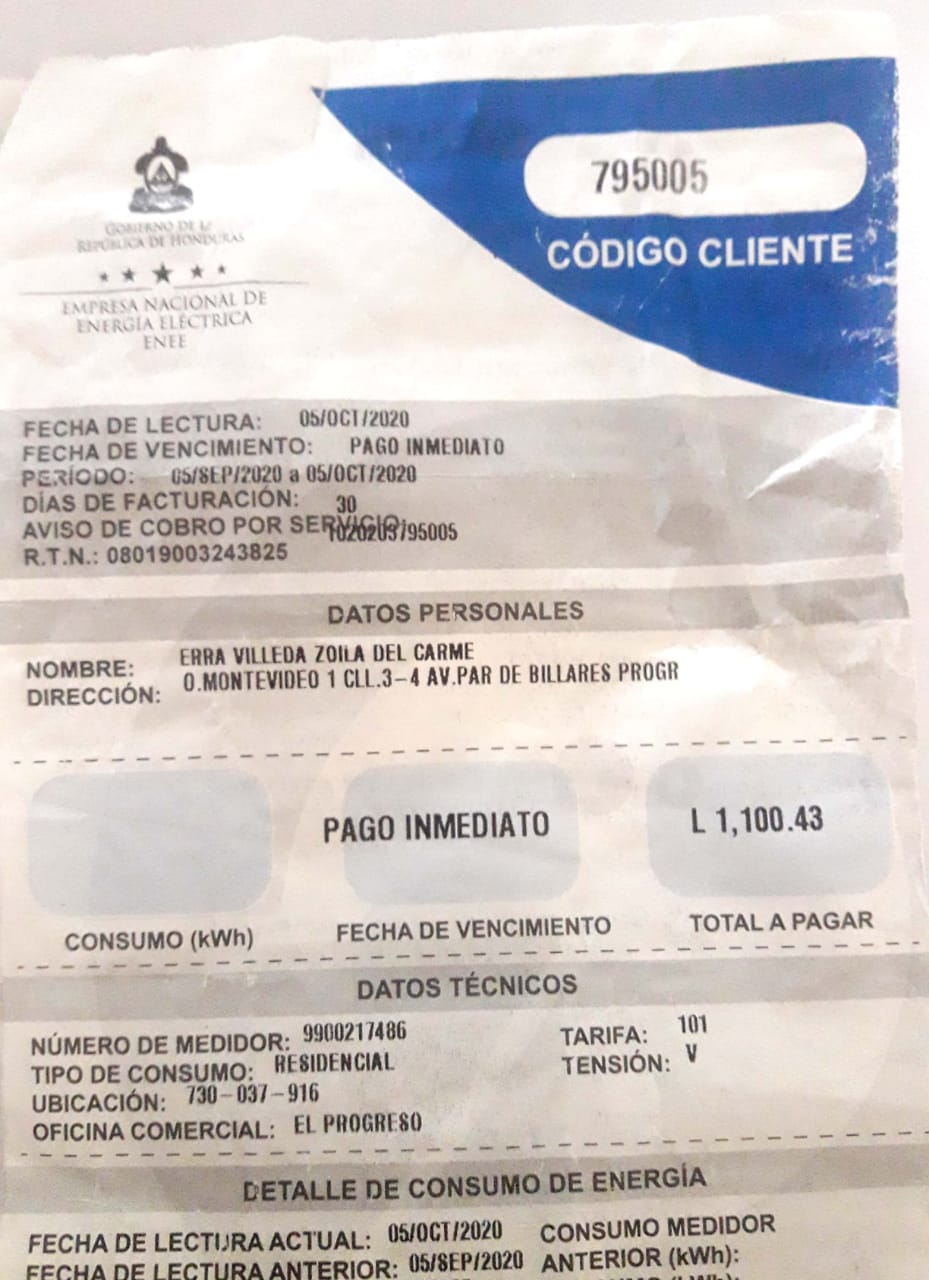 795005
CÓDIGO CLIENTE
GOBIERNO DE LA
REPÚBLICA DE HONDURAS
EMPRESA NACIONAL DE
ENERGÍA ELÉCTRICA
ENEE
FECHA DE LECTURA: 05/OCT/2020
FECHA DE VENCIMIENTO: PAGO INMEDIATO
PERÍODO: 05/SEP/2020 a 05/OCT/2020
DÍAS DE FACTURACIÓN: 30
AVISO DE COBRO POR SERVICIO: 1020203795005
R.T.N.: 08019003243825
DATOS PERSONALES
NOMBRE: ERRA VILLEDA ZOILA DEL CARME
DIRECCIÓN: O.MONTEVIDEO 1 CLL.3-4 AV.PAR DE BILLARES PROGR
PAGO INMEDIATO L 1,100.43
CONSUMO (kWh) FECHA DE VENCIMIENTO TOTAL A PAGAR
DATOS TÉCNICOS
NÚMERO DE MEDIDOR: 9900217486 TARIFA: 101
TIPO DE CONSUMO: RESIDENCIAL TENSIÓN: V
UBICACIÓN: 730-037-916
OFICINA COMERCIAL: EL PROGRESO
DETALLE DE CONSUMO DE ENERGÍA
FECHA DE LECTURA ACTUAL: 05/OCT/2020 CONSUMO MEDIDOR
FECHA DE LECTURA ANTERIOR: 05/SEP/2020 ANTERIOR (kWh):